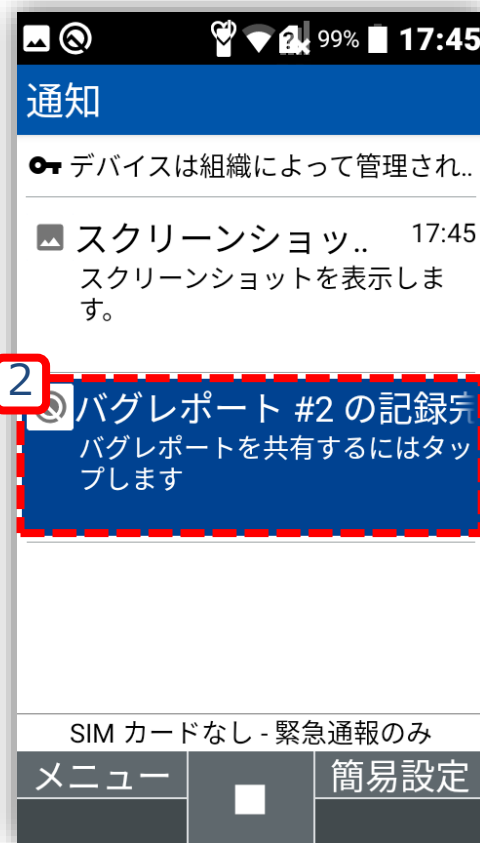 99% 17:45
通知
デバイスは組織によって管理され..
スクリーンショッ.. 17:45
スクリーンショットを表示しま
す。
2
バグレポート #2 の記録完
バグレポートを共有するにはタッ
プします
SIM カードなし - 緊急通報のみ
メニュー 簡易設定